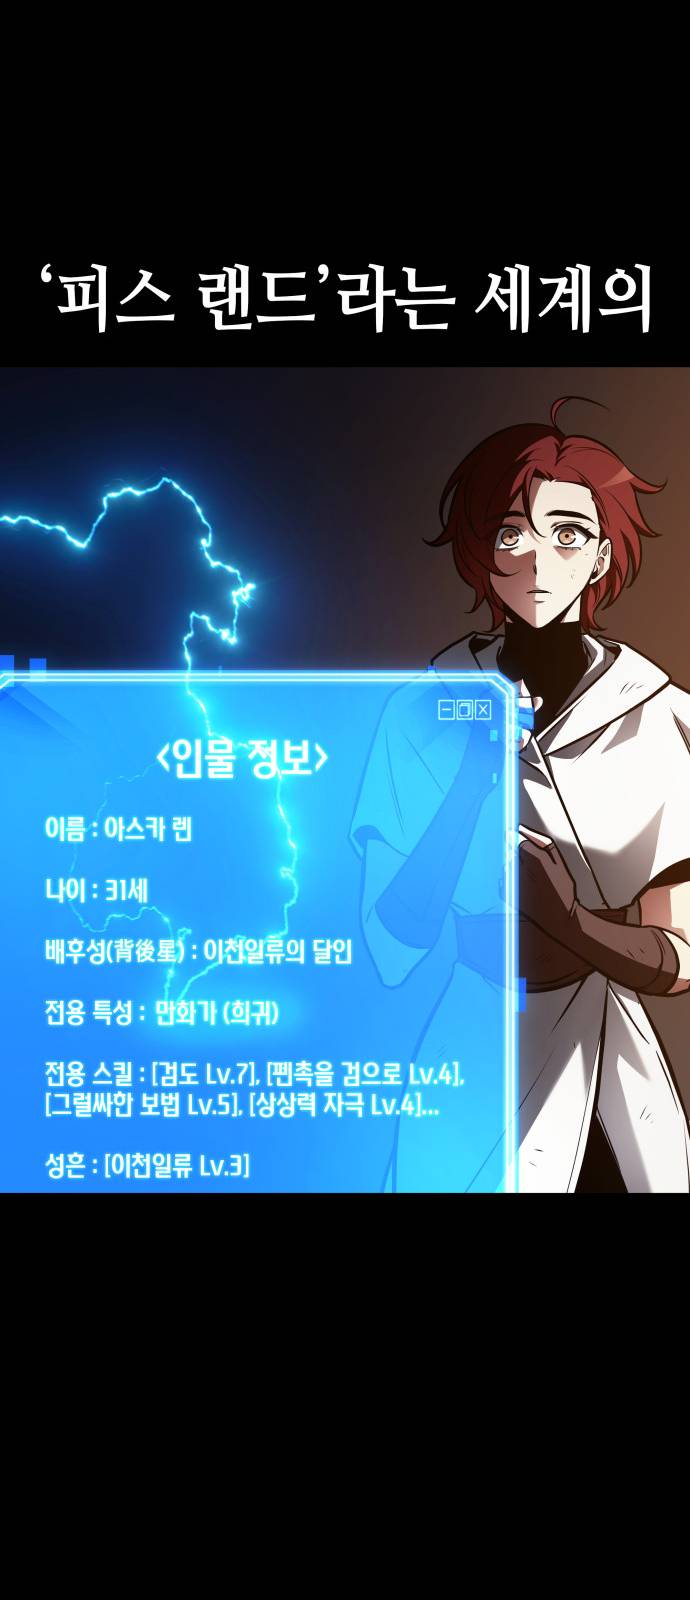 ‘피스 랜드’라는 세계의
<인물 정보>
이름 : 아스카 렌
나이 : 31세
배후성(背後星) : 이천일류의 달인
전용 특성 : 만화가 (희귀)
전용 스킬 : [검도 Lv.7], [펜촉을 검으로 Lv.4],
[그럴싸한 보법 Lv.5], [상상력 자극 Lv.4]...
성흔 : [이천일류 Lv.3]